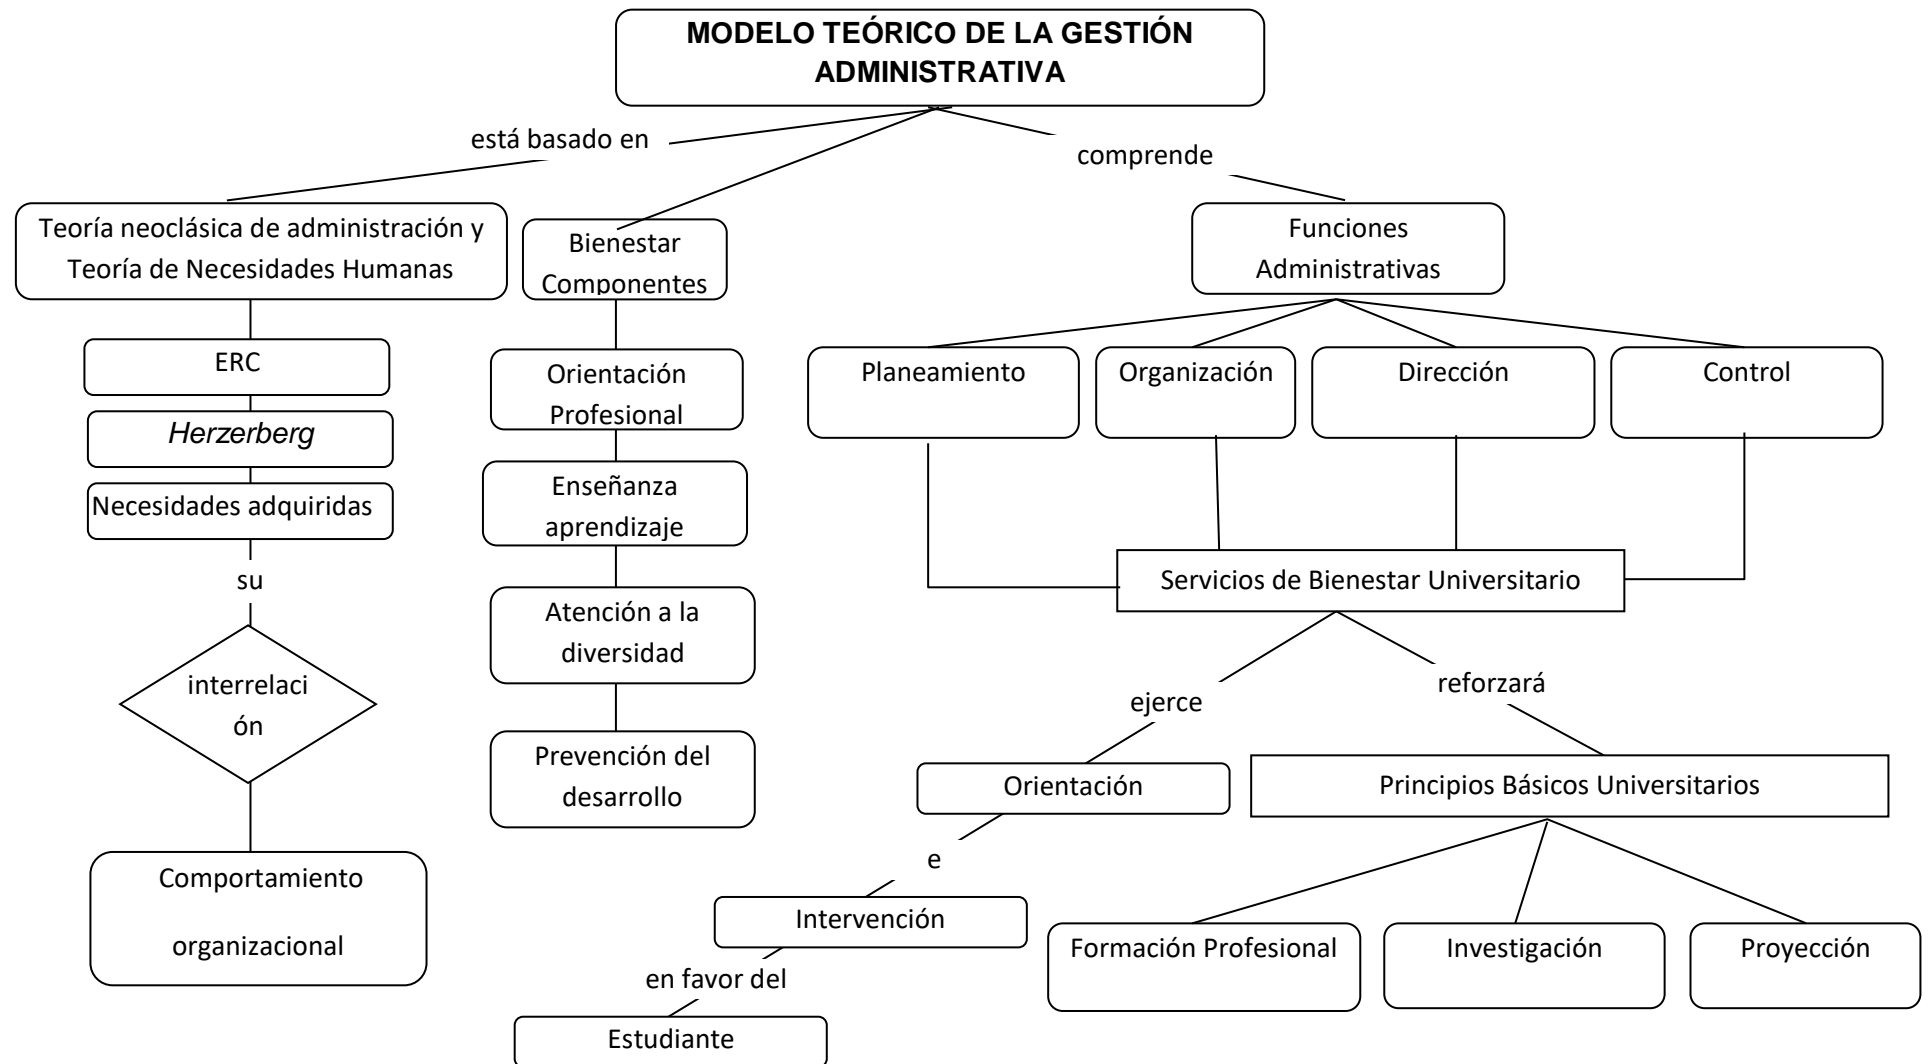 MODELO TEÓRICO DE LA GESTIÓN
ADMINISTRATIVA
está basado en
comprende
Teoría neoclásica de administración y
Teoría de Necesidades Humanas
Bienestar
Componentes
Funciones
Administrativas
ERC
Herzerberg
Necesidades adquiridas
su
interrelaci
ón
Comportamiento
organizacional
Orientación
Profesional
Enseñanza
aprendizaje
Atención a la
diversidad
Prevención del
desarrollo
Planeamiento
Organización
Dirección
Control
Servicios de Bienestar Universitario
ejerce
reforzará
Orientación
e
Intervención
en favor del
Estudiante
Principios Básicos Universitarios
Formación Profesional
Investigación
Proyección